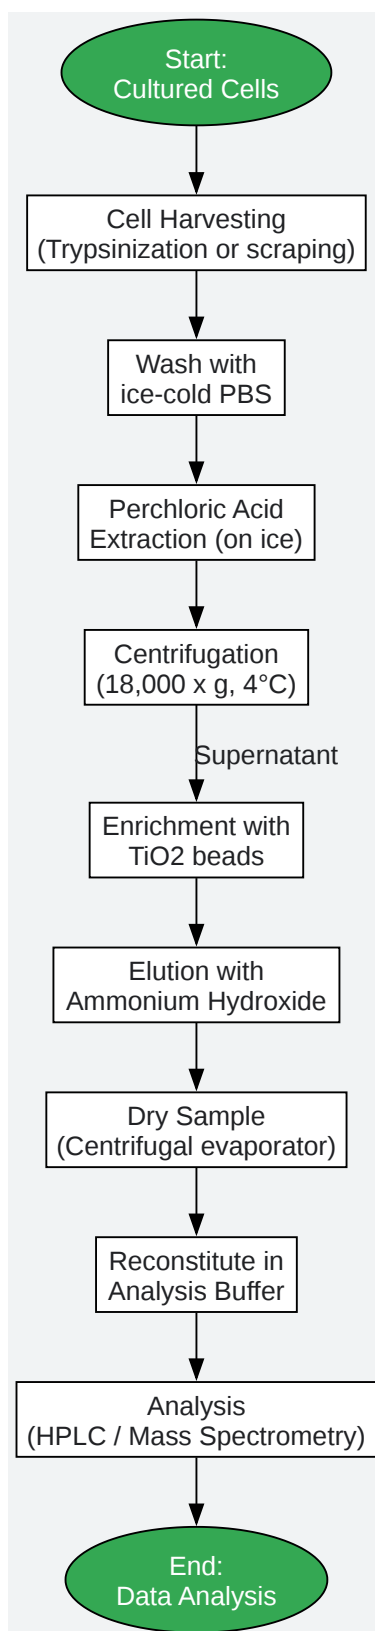 Start:
Cultured Cells
Cell Harvesting
(Trypsinization or scraping)
Wash with
ice-cold PBS
Perchloric Acid
Extraction (on ice)
Centrifugation
(18,000 x g, 4°C)
Supernatant
Enrichment with
TiO2 beads
Elution with
Ammonium Hydroxide
Dry Sample
(Centrifugal evaporator)
Reconstitute in
Analysis Buffer
Analysis
(HPLC / Mass Spectrometry)
End:
Data Analysis